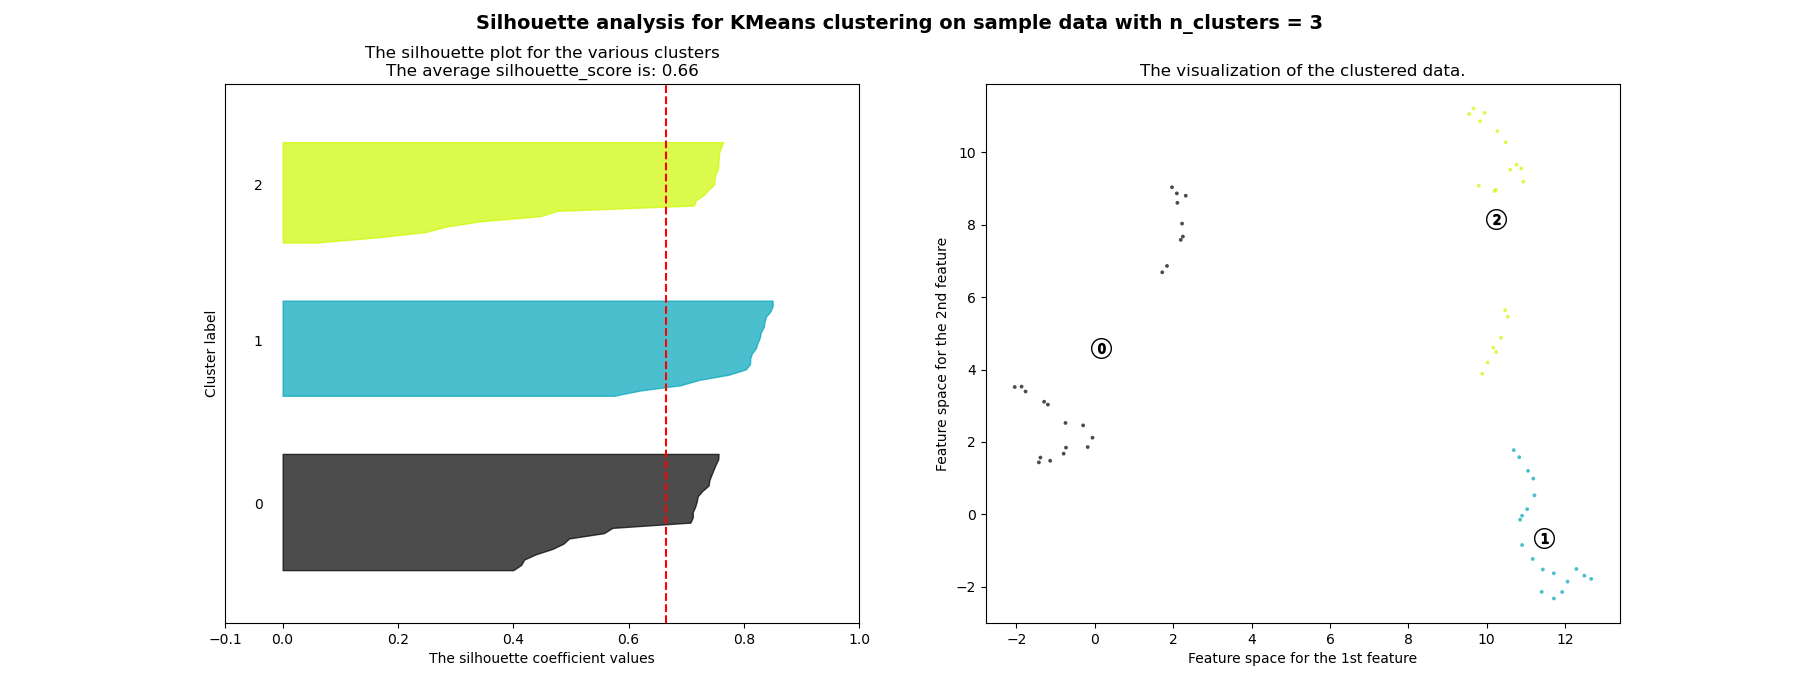 Silhouette analysis for KMeans clustering on sample data with n_clusters = 3
The silhouette plot for the various clusters
The average silhouette_score is: 0.66
Cluster label
2
1
0
−0.1 0.0 0.2 0.4 0.6 0.8 1.0
The silhouette coefficient values
The visualization of the clustered data.
Feature space for the 2nd feature
10
8
6
4
2
0
−2
2
0
1
−2 0 2 4 6 8 10 12
Feature space for the 1st feature